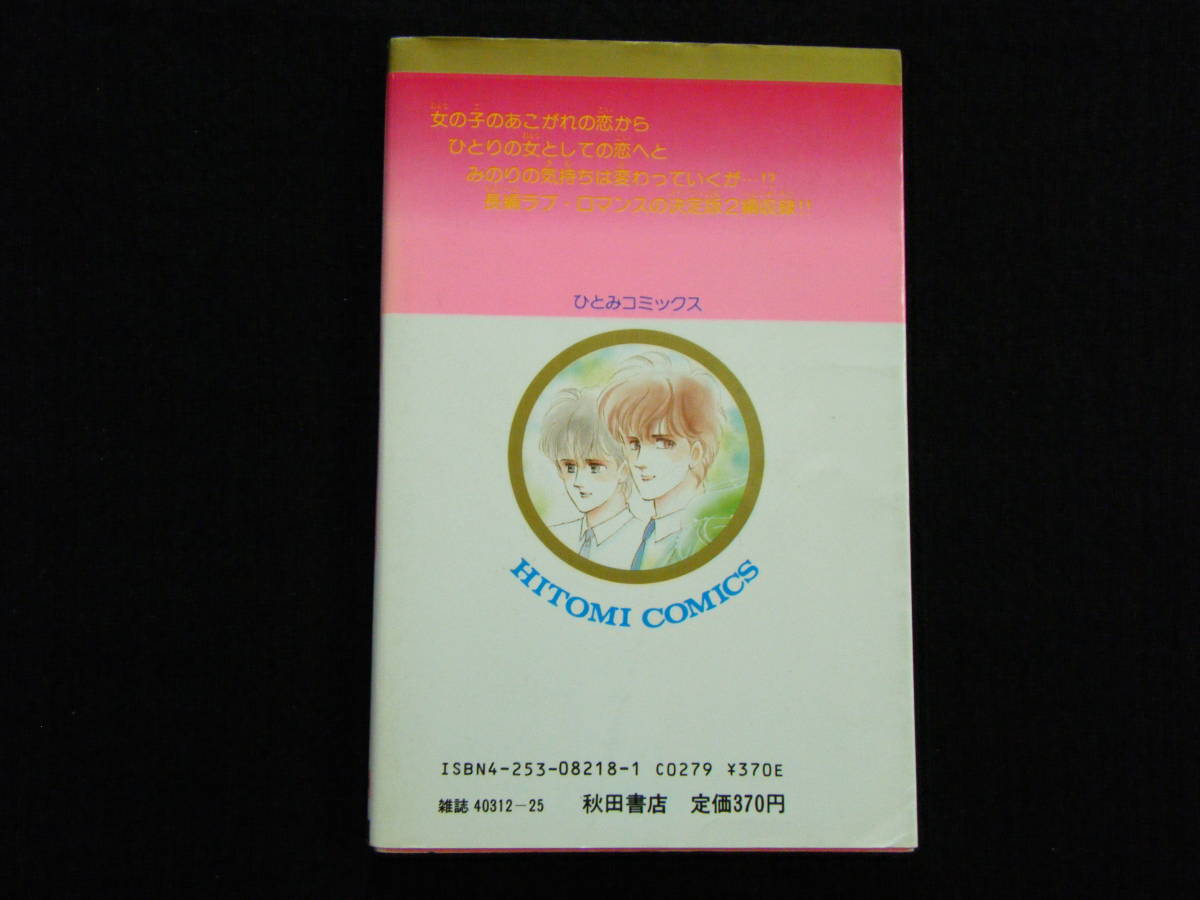 女の子のあこがれの恋から
ひとりの女としての恋へと
みのりの気持ちは変わっていくが…!?
長編ラブ・ロマンスの決定版2編収録!!
ひとみコミックス
HITOMI COMICS
ISBN4-253-08218-1 C0279 ¥370E
雑誌 40312-25 秋田書店 定価370円